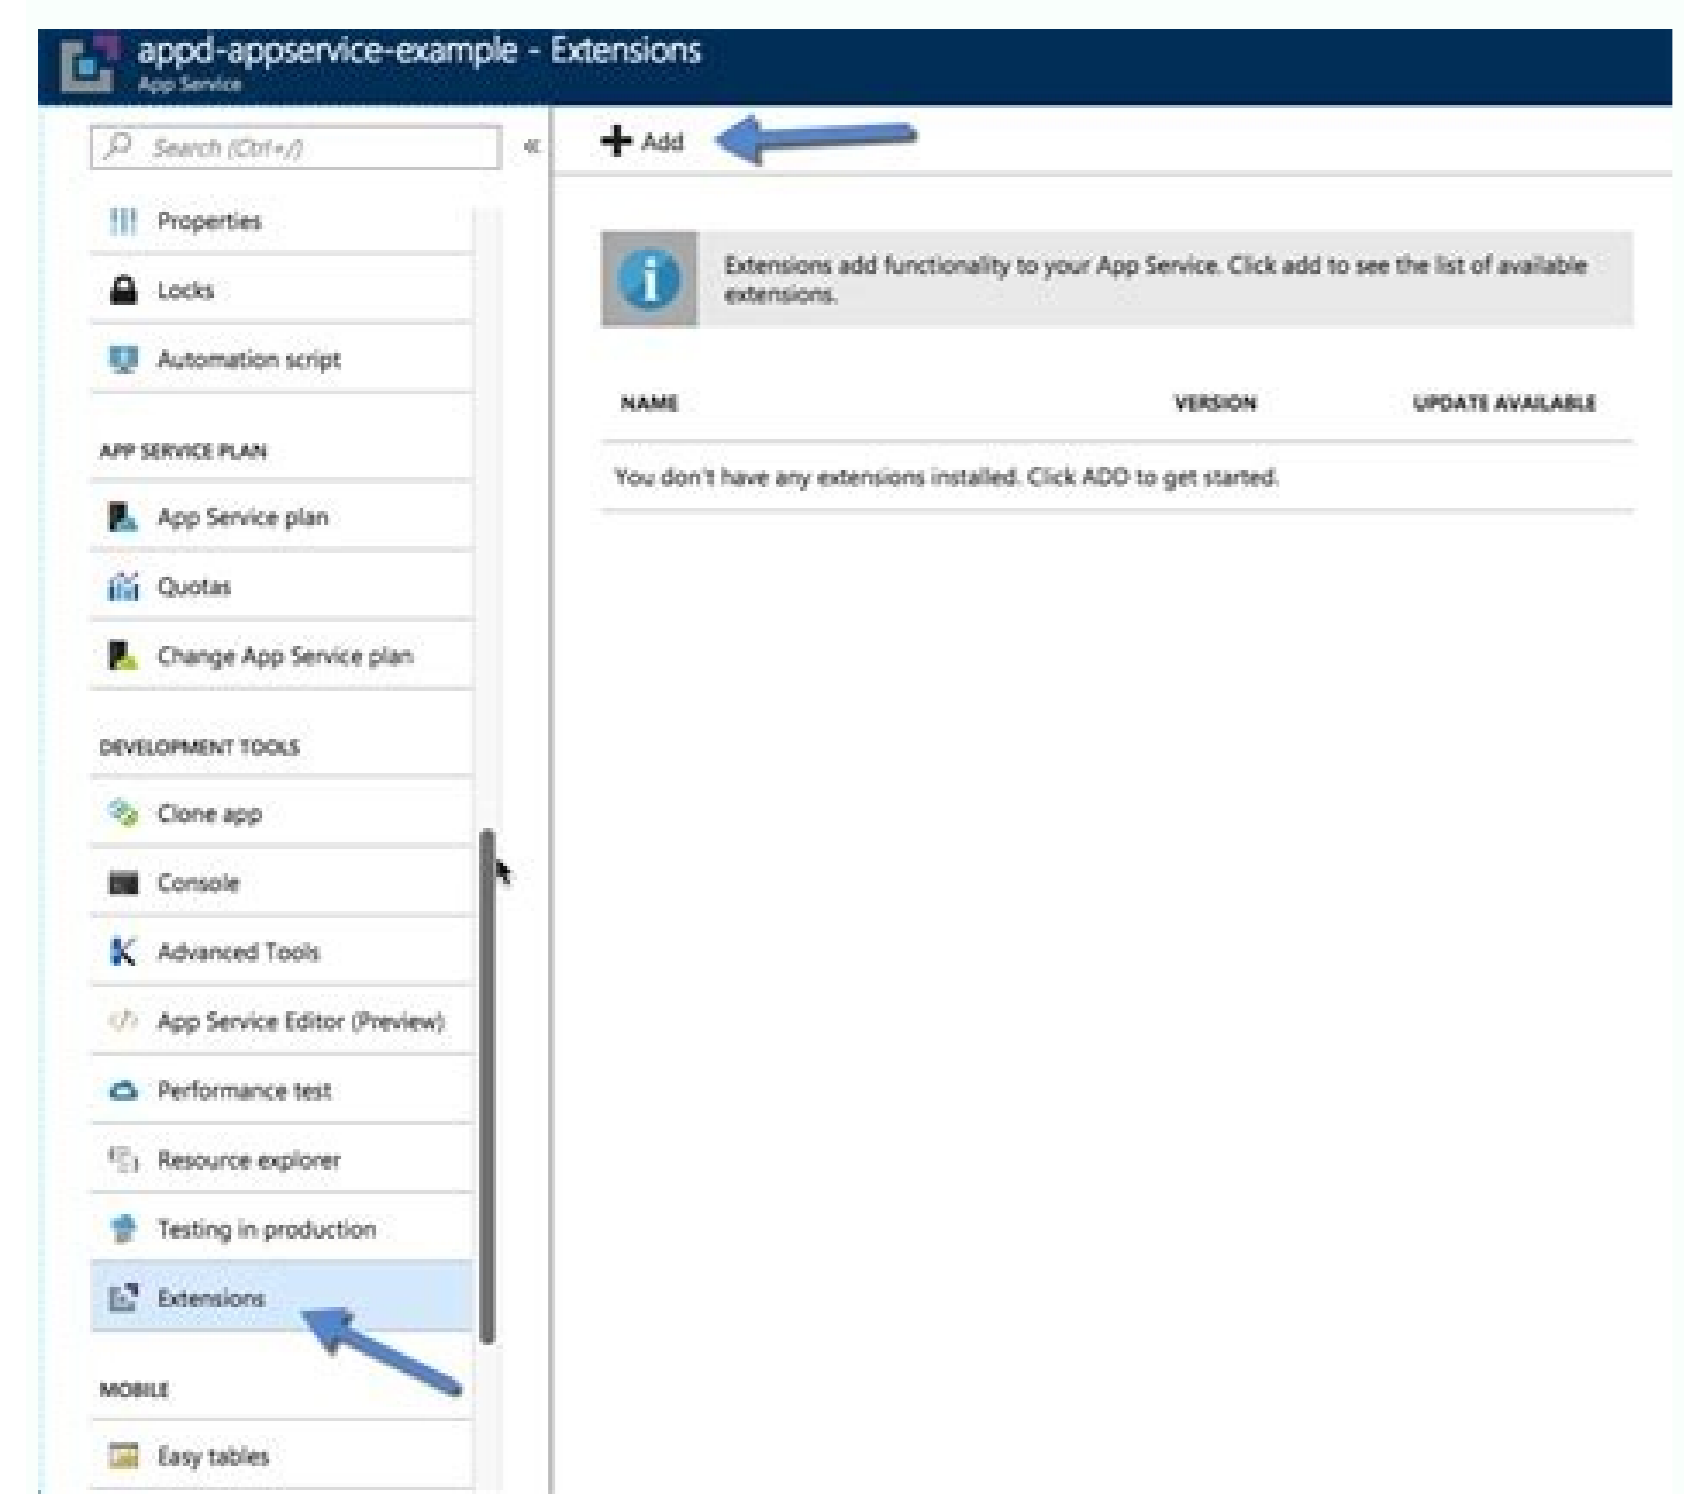 appd-appservice-example - Extensions
App Service
Search (Ctrl+/)
«
Add
Properties
Locks
Automation script
APP SERVICE PLAN
App Service plan
Quotas
Change App Service plan
DEVELOPMENT TOOLS
Clone app
Console
Advanced Tools
App Service Editor (Preview)
Performance test
Resource explorer
Testing in production
Extensions
MOBILE
Easy tables
Extensions add functionality to your App Service. Click add to see the list of available
extensions.
NAME VERSION UPDATE AVAILABLE
You don't have any extensions installed. Click ADD to get started.